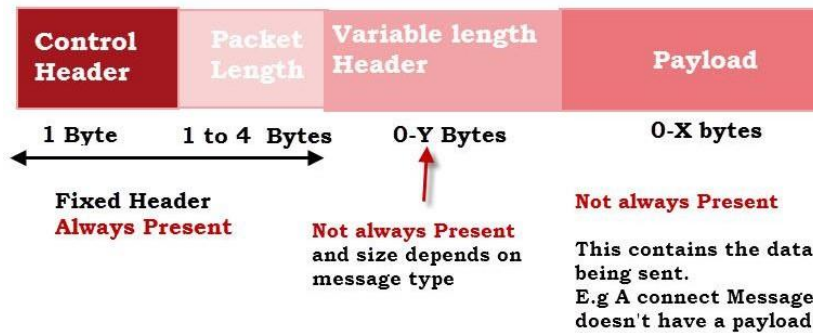 Control Header
Packet Length
Variable length Header
Payload
1 Byte
1 to 4 Bytes
0-Y Bytes
0-X bytes
Fixed Header
Always Present
Not always Present
and size depends on
message type
Not always Present
This contains the data
being sent.
E.g A connect Message
doesn't have a payload